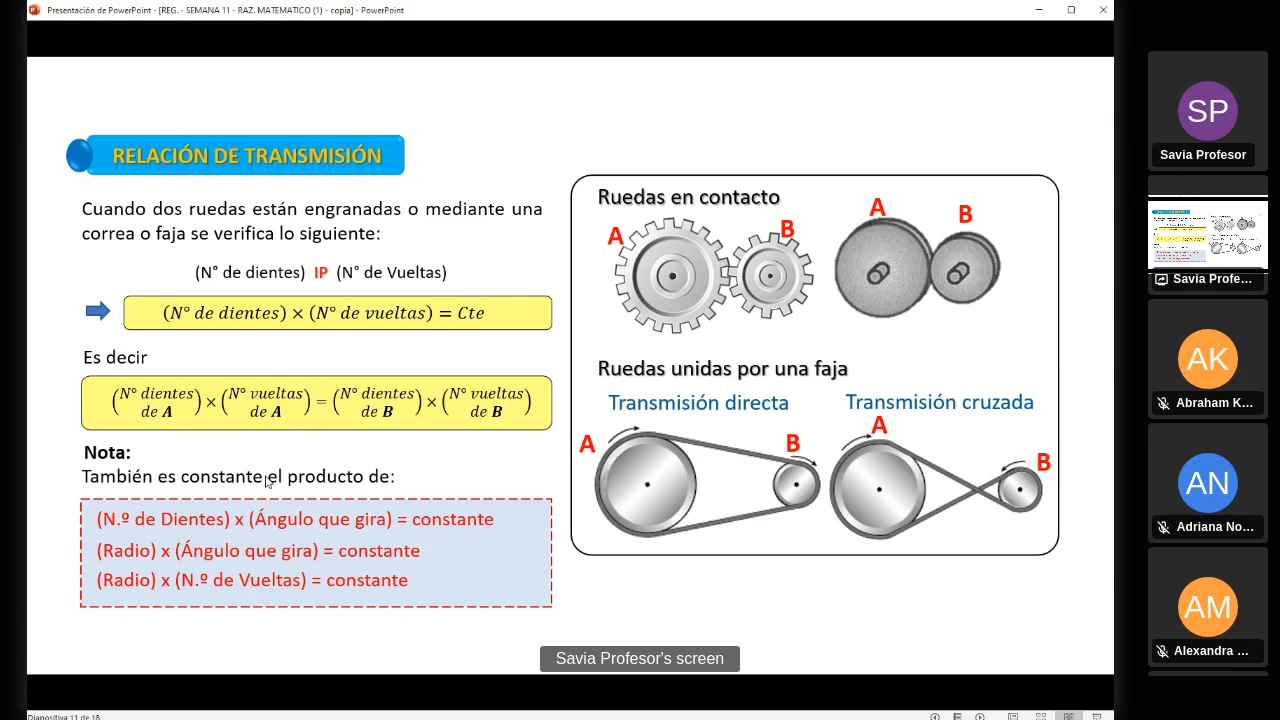 Presentación de PowerPoint - [REG. - SEMANA 11 - RAZ. MATEMATICO (1) - copia] - PowerPoint
RELACIÓN DE TRANSMISIÓN
Cuando dos ruedas están engranadas o mediante una
correa o faja se verifica lo siguiente:
(N° de dientes) IP (N° de Vueltas)
(N° de dientes) × (N° de vueltas) = Cte
Es decir
(N° dientes de A) × (N° vueltas de A) = (N° dientes de B) × (N° vueltas de B)
Nota:
También es constante el producto de:
(N.º de Dientes) x (Ángulo que gira) = constante
(Radio) x (Ángulo que gira) = constante
(Radio) x (N.º de Vueltas) = constante
Ruedas en contacto
A
B
A
B
Ruedas unidas por una faja
Transmisión directa
Transmisión cruzada
A
B
A
B
Savia Profesor's screen
Diapositiva 11 de 18
SP
Savia Profesor
Savia Profe...
AK
Abraham K...
AN
Adriana No...
AM
Alexandra ...